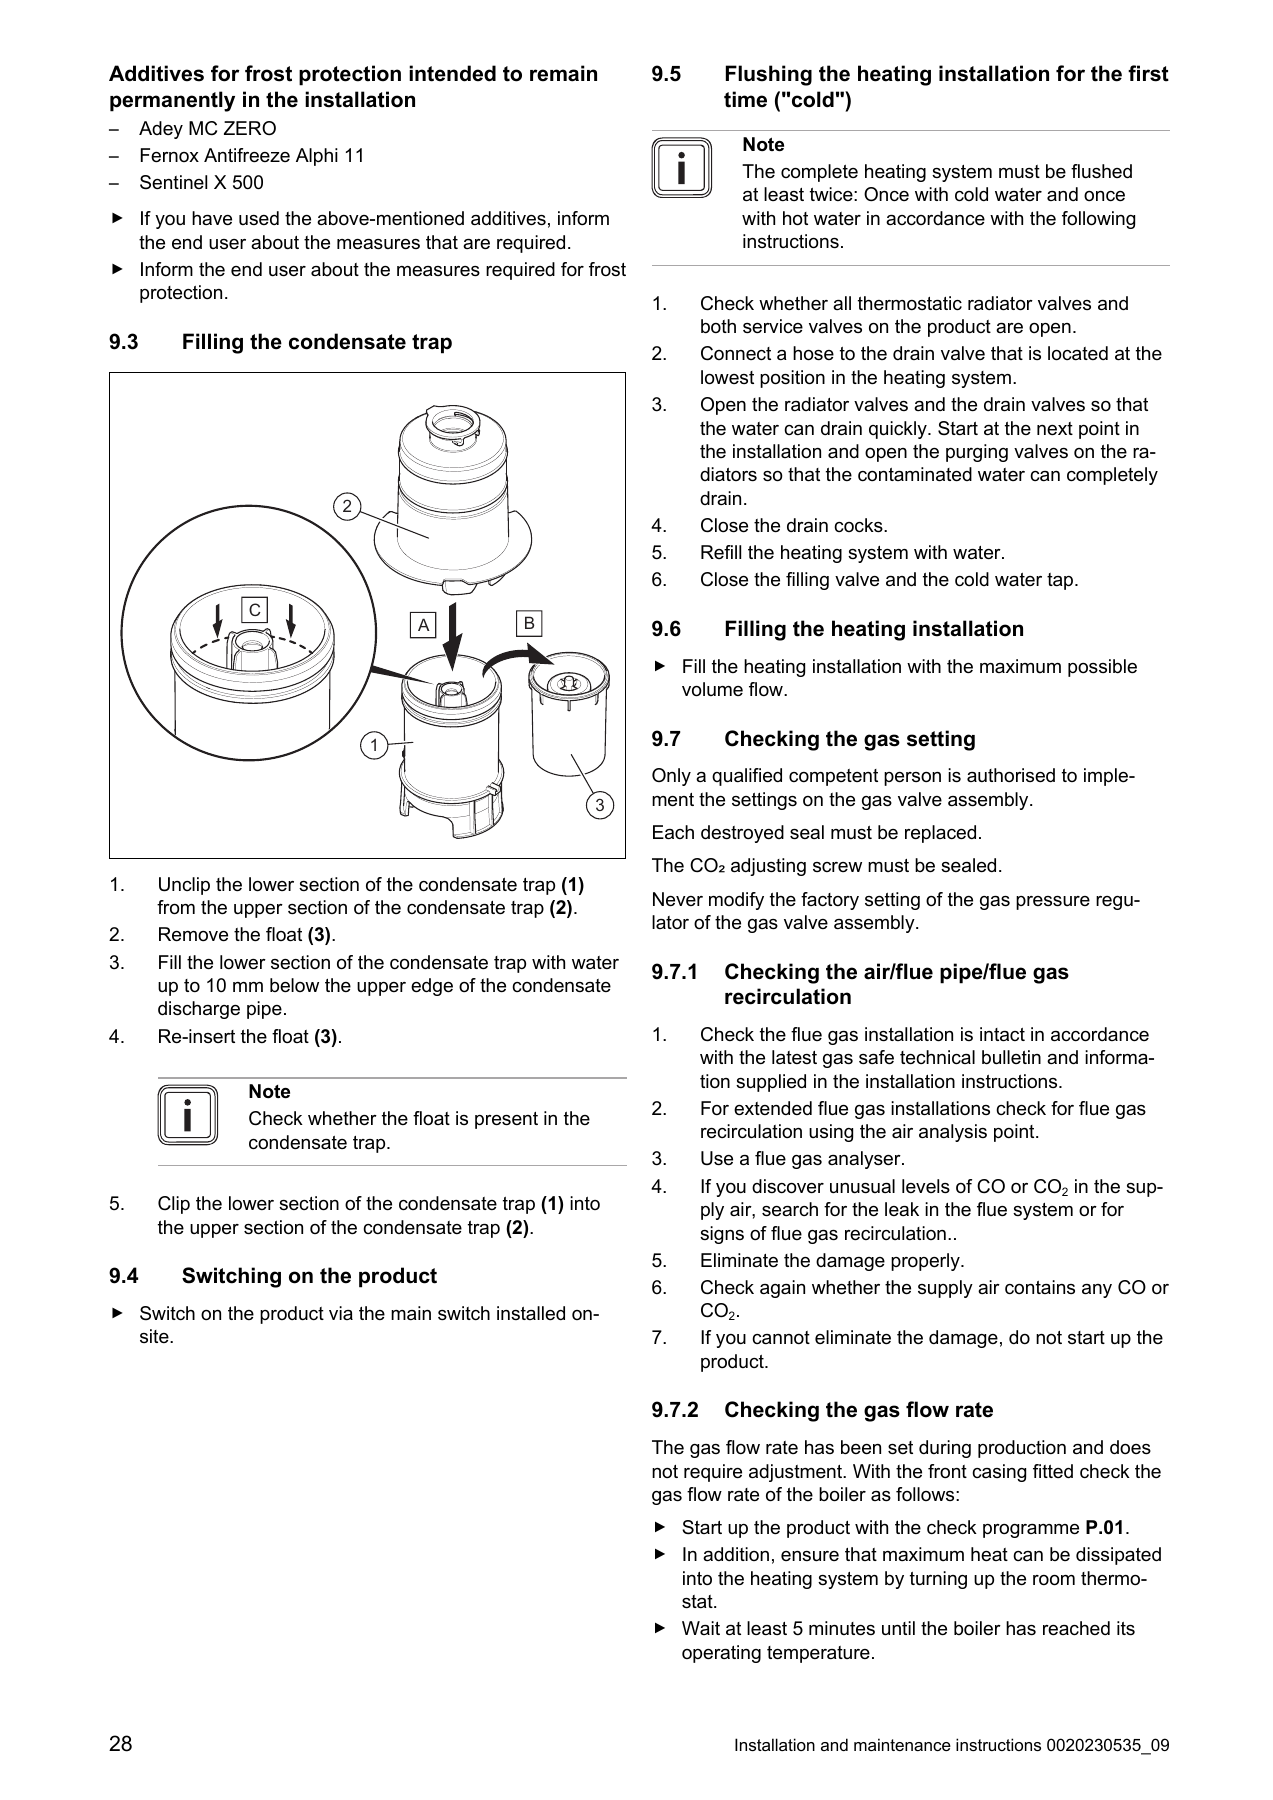 Additives for frost protection intended to remain
permanently in the installation
– Adey MC ZERO
– Fernox Antifreeze Alphi 11
– Sentinel X 500
► If you have used the above-mentioned additives, inform
the end user about the measures that are required.
► Inform the end user about the measures required for frost
protection.
9.3 Filling the condensate trap
2
C
A
B
1
3
1. Unclip the lower section of the condensate trap (1)
from the upper section of the condensate trap (2).
2. Remove the float (3).
3. Fill the lower section of the condensate trap with water
up to 10 mm below the upper edge of the condensate
discharge pipe.
4. Re-insert the float (3).
i
Note
Check whether the float is present in the
condensate trap.
5. Clip the lower section of the condensate trap (1) into
the upper section of the condensate trap (2).
9.4 Switching on the product
► Switch on the product via the main switch installed on-
site.
9.5 Flushing the heating installation for the first
time ("cold")
i
Note
The complete heating system must be flushed
at least twice: Once with cold water and once
with hot water in accordance with the following
instructions.
1. Check whether all thermostatic radiator valves and
both service valves on the product are open.
2. Connect a hose to the drain valve that is located at the
lowest position in the heating system.
3. Open the radiator valves and the drain valves so that
the water can drain quickly. Start at the next point in
the installation and open the purging valves on the ra-
diators so that the contaminated water can completely
drain.
4. Close the drain cocks.
5. Refill the heating system with water.
6. Close the filling valve and the cold water tap.
9.6 Filling the heating installation
► Fill the heating installation with the maximum possible
volume flow.
9.7 Checking the gas setting
Only a qualified competent person is authorised to imple-
ment the settings on the gas valve assembly.
Each destroyed seal must be replaced.
The CO₂ adjusting screw must be sealed.
Never modify the factory setting of the gas pressure regu-
lator of the gas valve assembly.
9.7.1 Checking the air/flue pipe/flue gas
recirculation
1. Check the flue gas installation is intact in accordance
with the latest gas safe technical bulletin and informa-
tion supplied in the installation instructions.
2. For extended flue gas installations check for flue gas
recirculation using the air analysis point.
3. Use a flue gas analyser.
4. If you discover unusual levels of CO or CO₂ in the sup-
ply air, search for the leak in the flue system or for
signs of flue gas recirculation..
5. Eliminate the damage properly.
6. Check again whether the supply air contains any CO or
CO₂.
7. If you cannot eliminate the damage, do not start up the
product.
9.7.2 Checking the gas flow rate
The gas flow rate has been set during production and does
not require adjustment. With the front casing fitted check the
gas flow rate of the boiler as follows:
► Start up the product with the check programme P.01.
► In addition, ensure that maximum heat can be dissipated
into the heating system by turning up the room thermo-
stat.
► Wait at least 5 minutes until the boiler has reached its
operating temperature.
28
Installation and maintenance instructions 0020230535_09